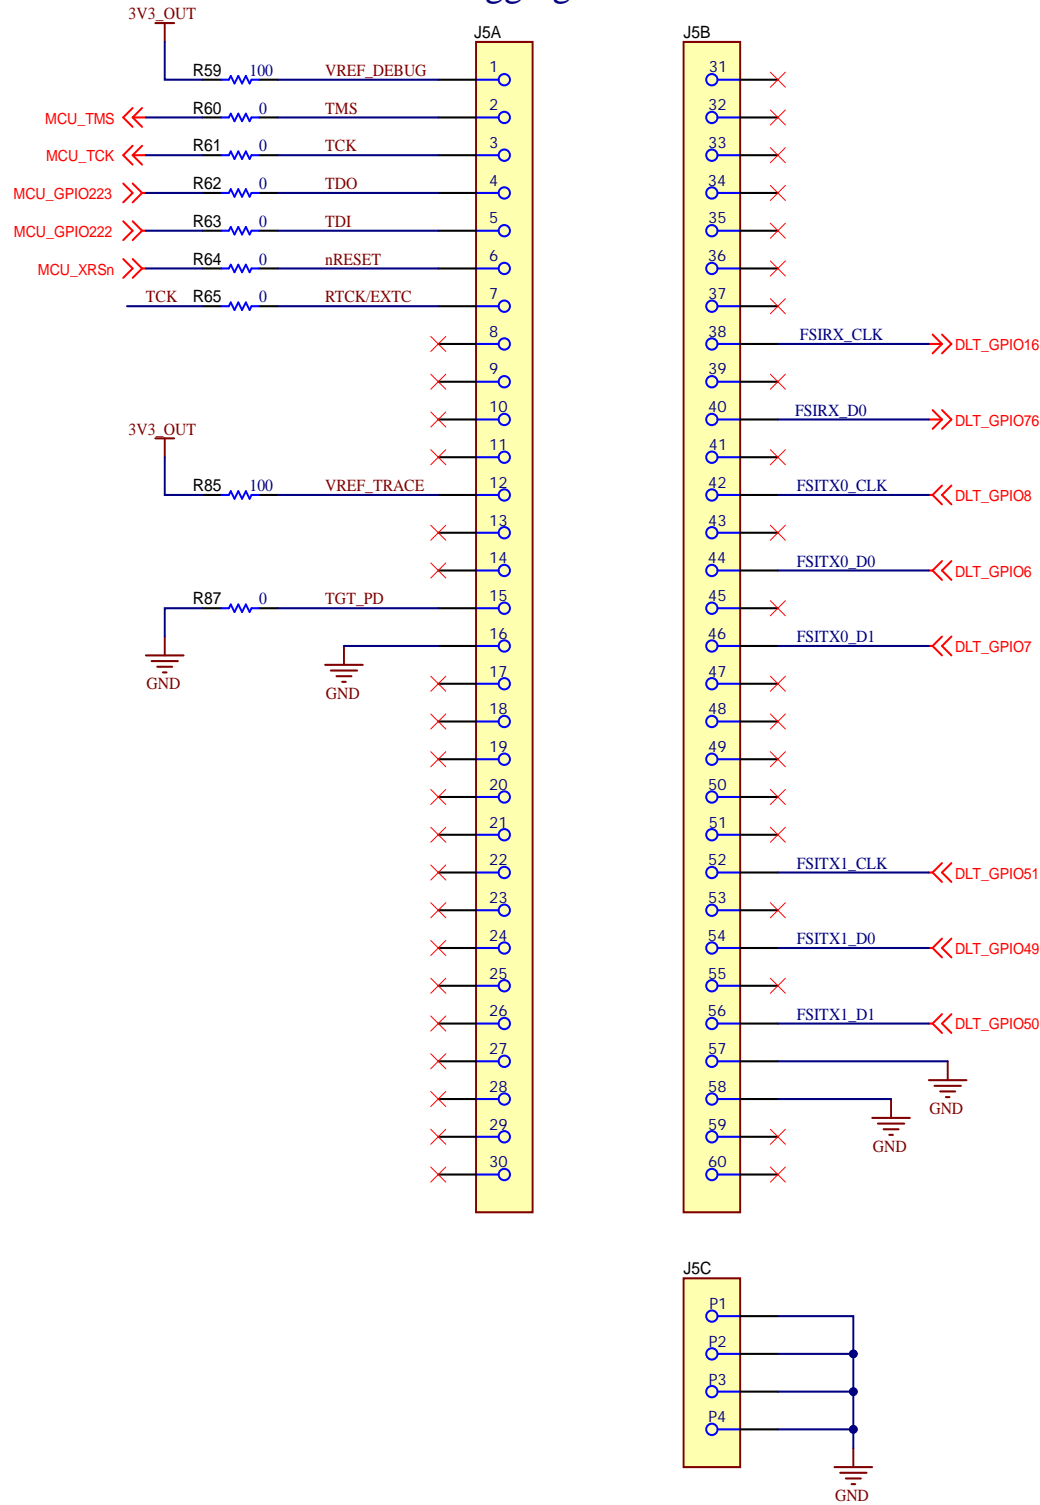 3V3_OUT
J5A
R59 100 VREF_DEBUG 1
MCU_TMS R60 0 TMS 2
MCU_TCK R61 0 TCK 3
MCU_GPIO223 R62 0 TDO 4
MCU_GPIO222 R63 0 TDI 5
MCU_XRSn R64 0 nRESET 6
TCK R65 0 RTCK/EXTC 7
8
9
10
3V3_OUT
11
R85 100 VREF_TRACE 12
13
14
R87 0 TGT_PD 15
16
GND
GND
17
18
19
20
21
22
23
24
25
26
27
28
29
30
J5B
31
32
33
34
35
36
37
38 FSIRX_CLK DLT_GPIO16
39
40 FSIRX_D0 DLT_GPIO76
41
42 FSITX0_CLK DLT_GPIO8
43
44 FSITX0_D0 DLT_GPIO6
45
46 FSITX0_D1 DLT_GPIO7
47
48
49
50
51
52 FSITX1_CLK DLT_GPIO51
53
54 FSITX1_D0 DLT_GPIO49
55
56 FSITX1_D1 DLT_GPIO50
57
58
GND
59
GND
60
J5C
P1
P2
P3
P4
GND